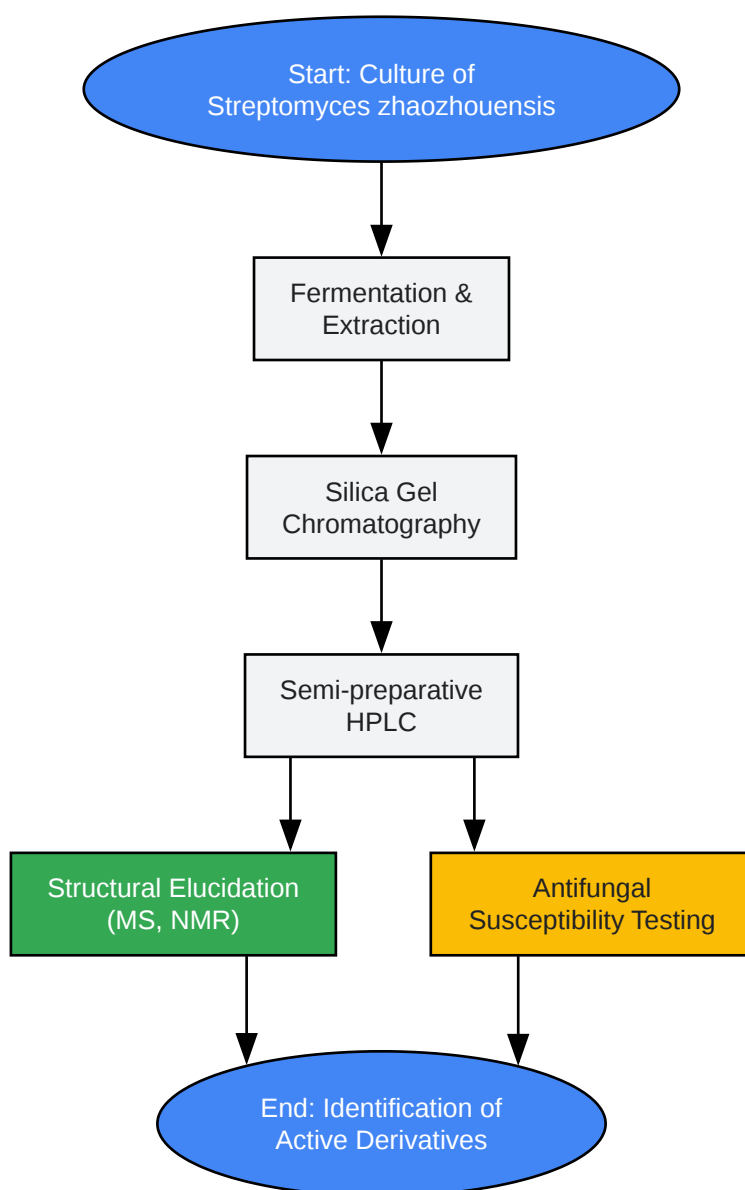 Start: Culture of
Streptomyces zhaozhouensis
Fermentation &
Extraction
Silica Gel
Chromatography
Semi-preparative
HPLC
Structural Elucidation
(MS, NMR)
Antifungal
Susceptibility Testing
End: Identification of
Active Derivatives